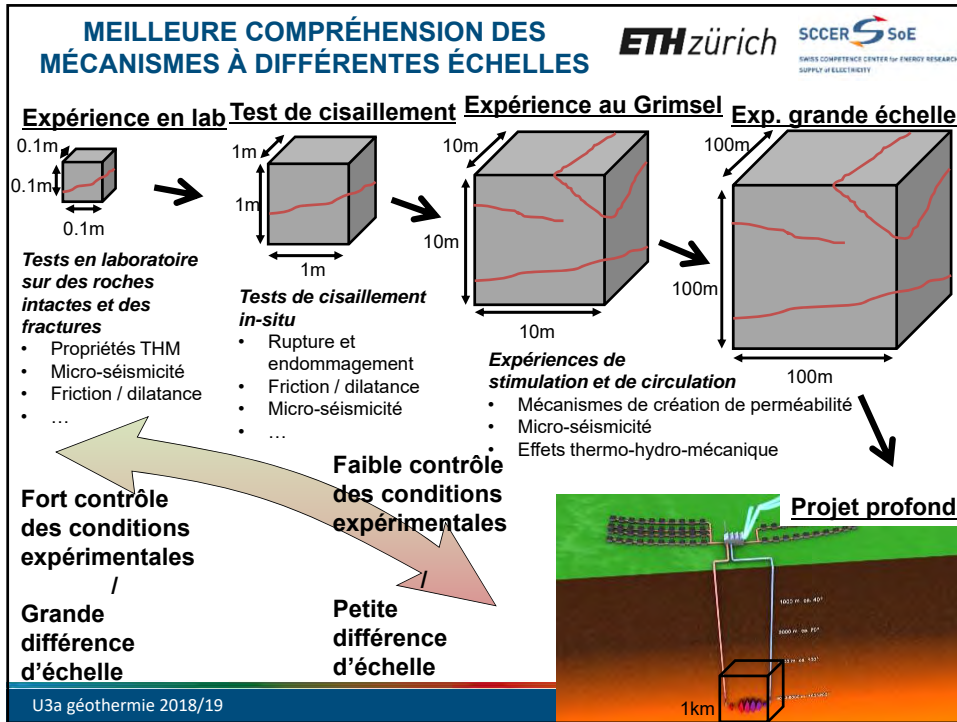 MEILLEURE COMPRÉHENSION DES
MÉCANISMES À DIFFÉRENTES ÉCHELLES
ETH zürich
SCCER SoE
SWISS COMPETENCE CENTER for ENERGY RESEARCH
SUPPLY of ELECTRICITY
Expérience en lab
0.1m
0.1m
0.1m
Tests en laboratoire
sur des roches
intactes et des
fractures
• Propriétés THM
• Micro-séismicité
• Friction / dilatance
• …
Test de cisaillement
1m
1m
1m
Tests de cisaillement
in-situ
• Rupture et
endommagement
• Friction / dilatance
• Micro-séismicité
• …
Expérience au Grimsel
10m
10m
10m
Exp. grande échelle
100m
100m
100m
Expériences de
stimulation et de circulation
• Mécanismes de création de perméabilité
• Micro-séismicité
• Effets thermo-hydro-mécanique
Fort contrôle
des conditions
expérimentales
/
Grande
différence
d'échelle
Faible contrôle
des conditions
expérimentales
/
Petite
différence
d'échelle
Projet profond
1000 m ca. 40°
1km
U3a géothermie 2018/19